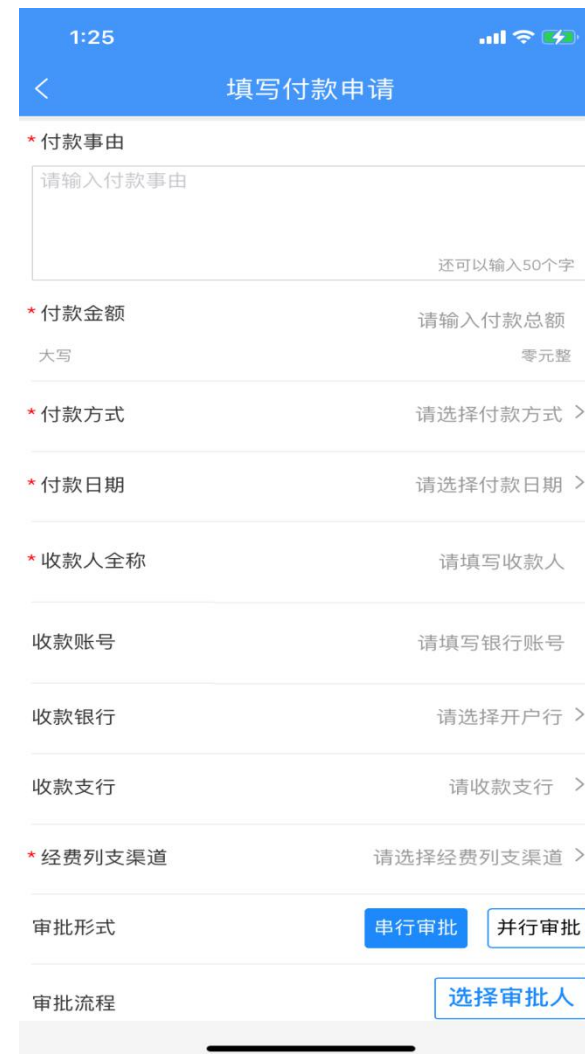 1:25
填写付款申请
* 付款事由
请输入付款事由
还可以输入50个字
* 付款金额 请输入付款总额
大写 零元整
* 付款方式 请选择付款方式 >
* 付款日期 请选择付款日期 >
* 收款人全称 请填写收款人
收款账号 请填写银行账号
收款银行 请选择开户行 >
收款支行 请收款支行 >
* 经费列支渠道 请选择经费列支渠道 >
审批形式 串行审批 并行审批
审批流程 选择审批人